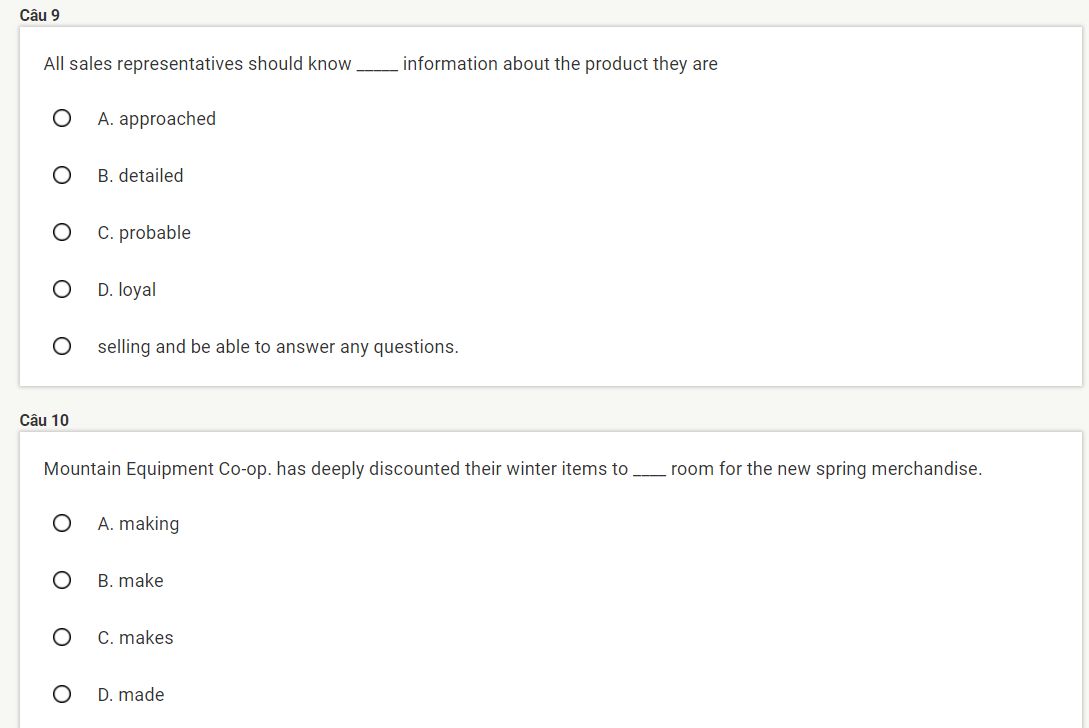 Câu 9
All sales representatives should know _____ information about the product they are
A. approached
B. detailed
C. probable
D. loyal
selling and be able to answer any questions.
Câu 10
Mountain Equipment Co-op. has deeply discounted their winter items to ____ room for the new spring merchandise.
A. making
B. make
C. makes
D. made